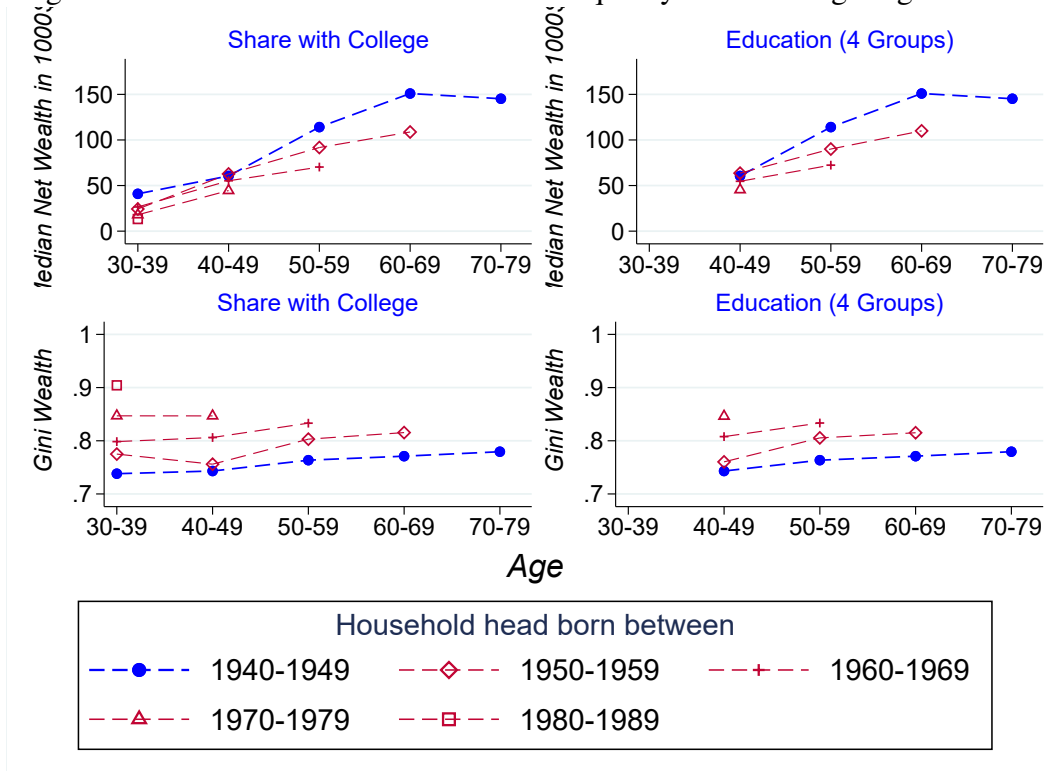 Share with College
Education (4 Groups)
Net Wealth in 1000
Net Wealth in 1000
150
100
50
0
30-39 40-49 50-59 60-69 70-79
150
100
50
0
30-39 40-49 50-59 60-69 70-79
Share with College
Education (4 Groups)
Gini Wealth
1
.9
.8
.7
30-39 40-49 50-59 60-69 70-79
Gini Wealth
1
.9
.8
.7
30-39 40-49 50-59 60-69 70-79
Age
Household head born between
1940-1949 1950-1959 1960-1969
1970-1979 1980-1989